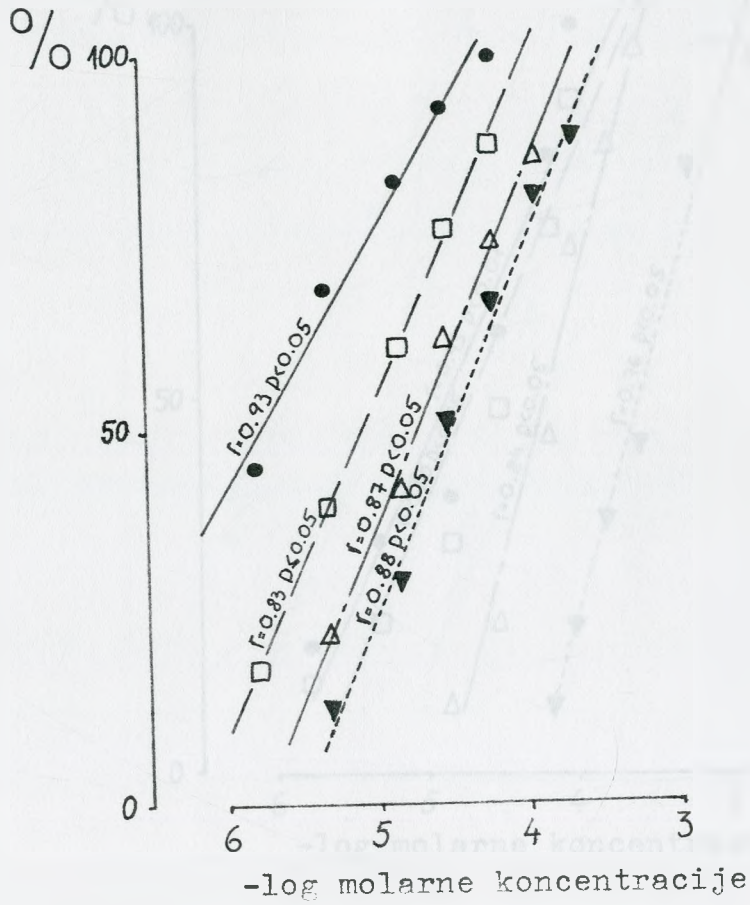 %
100
50
0
r=0.93 p<0.05
r=0.83 p<0.05
r=0.87 p<0.05
r=0.88 p<0.05
6 5 4 3
-log molarne koncentracije